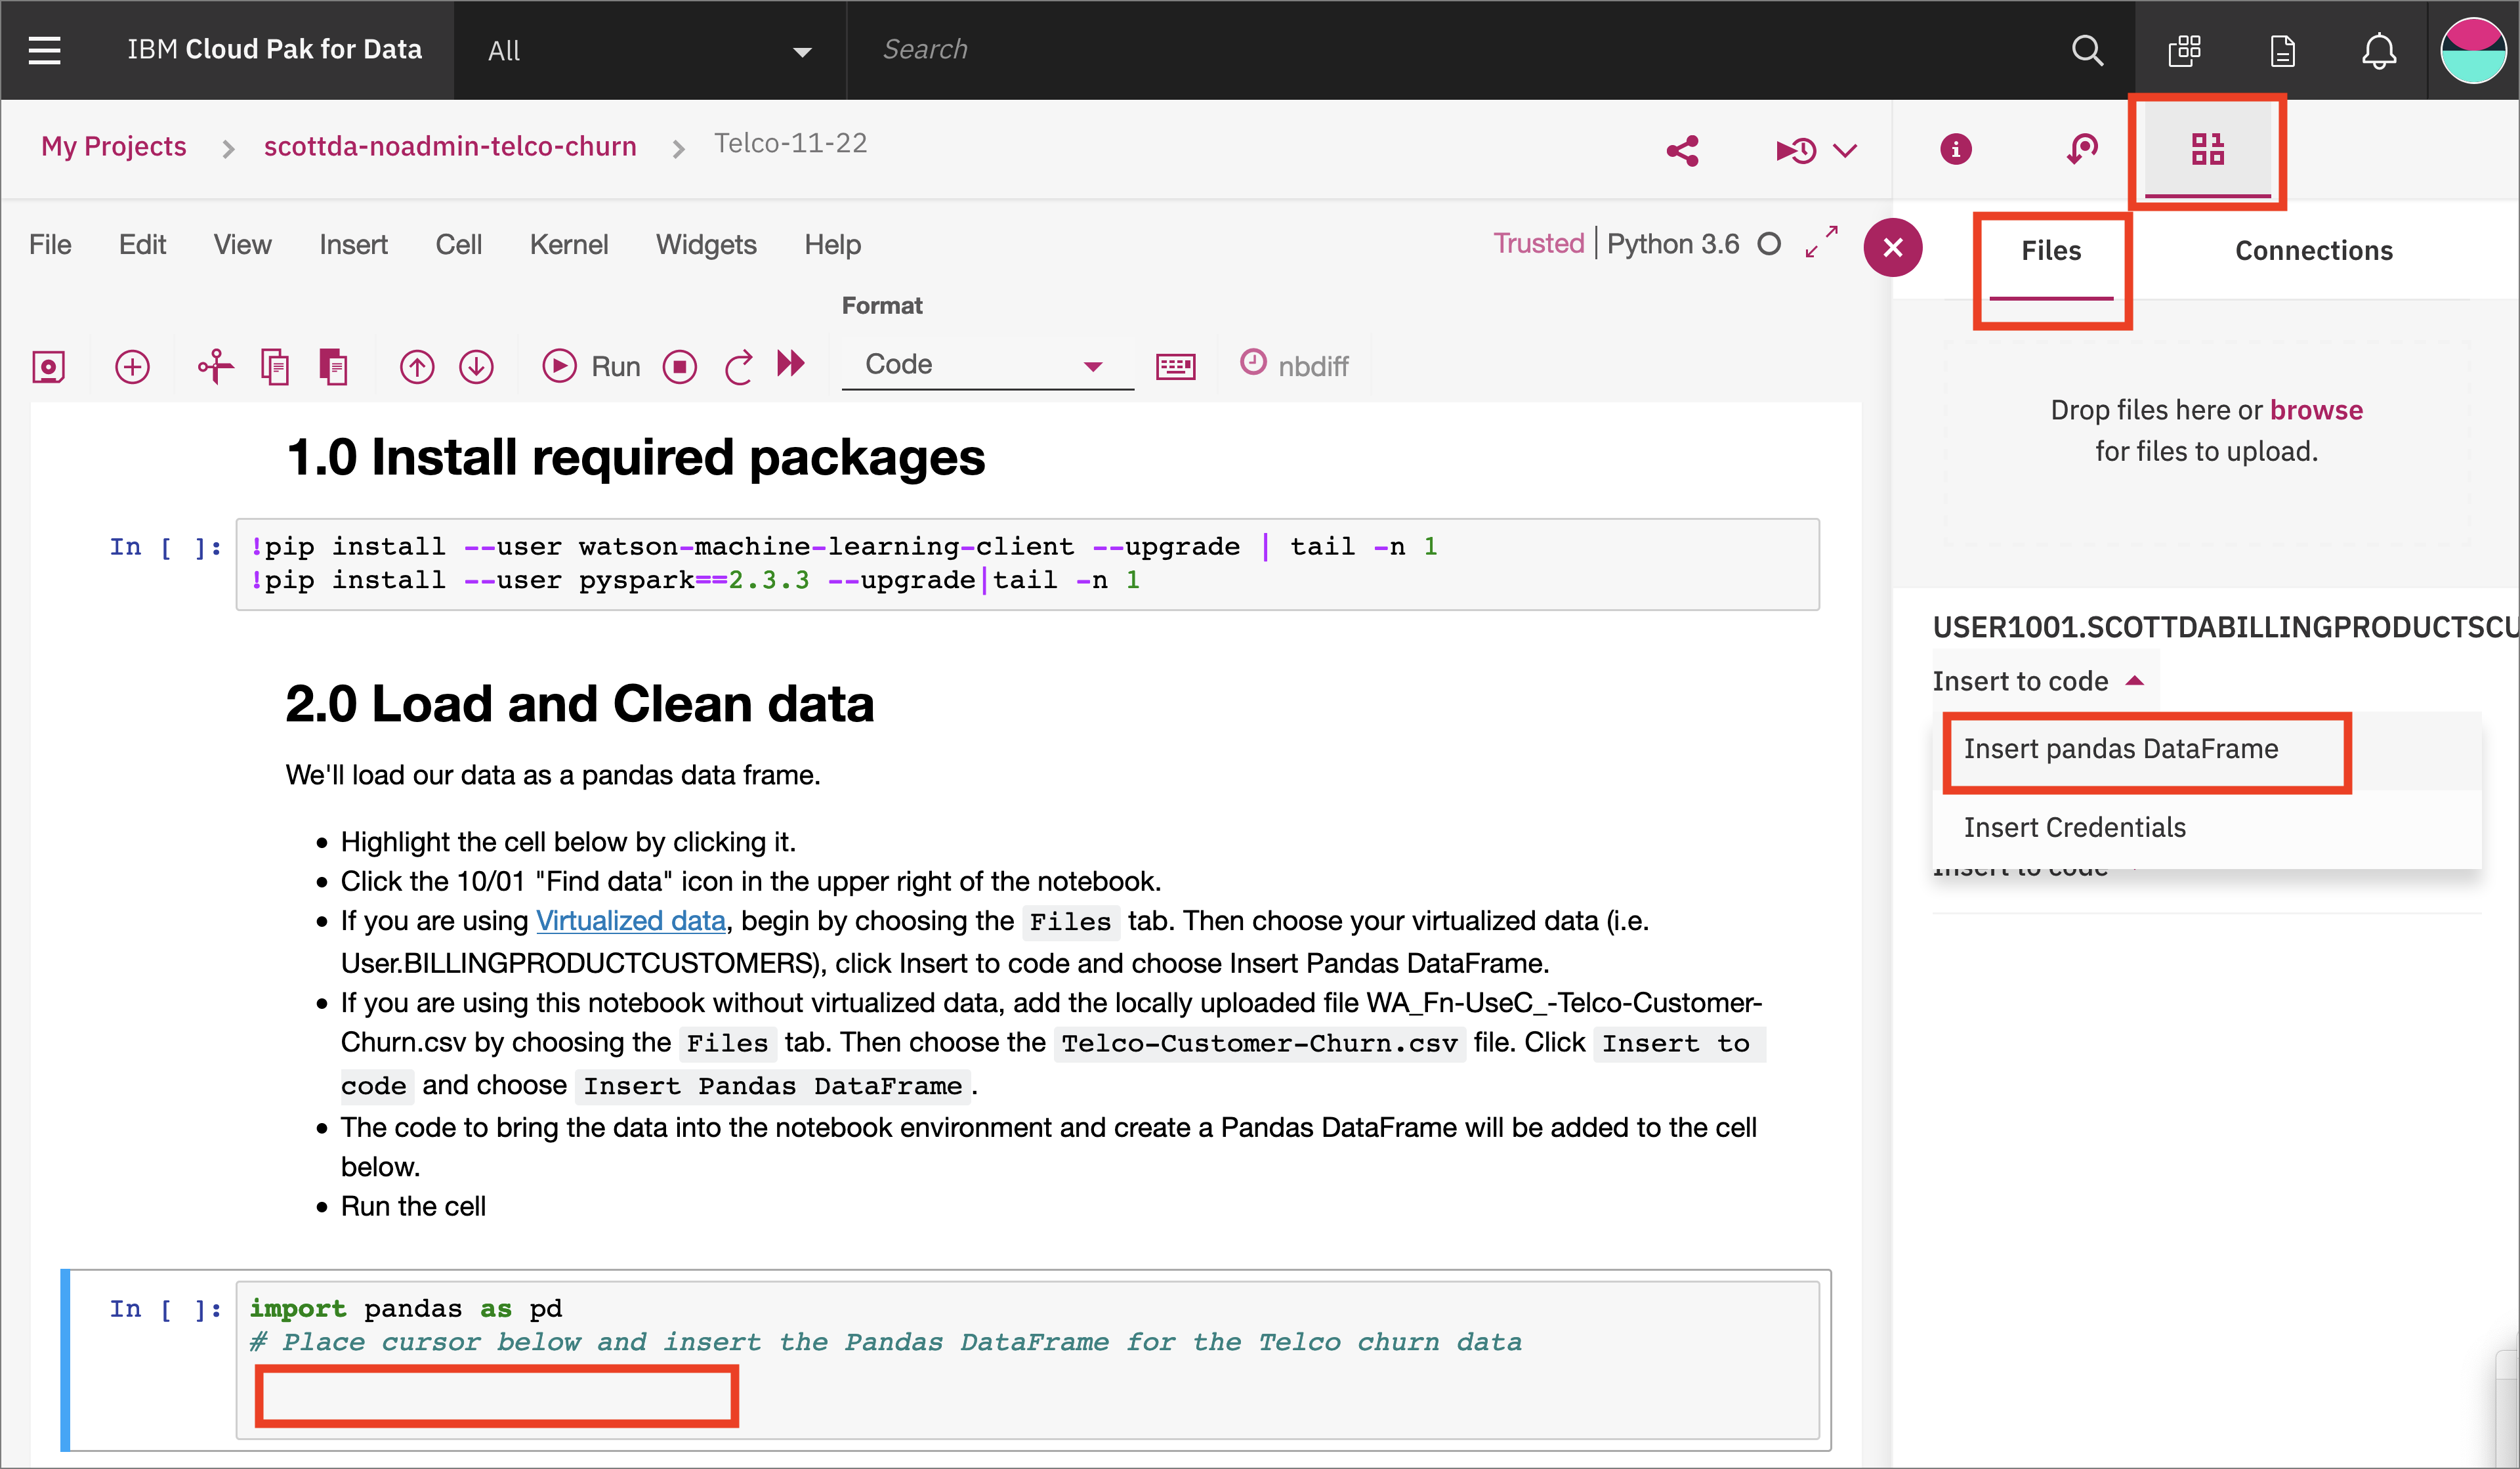 IBM Cloud Pak for Data
All
Search
My Projects > scottda-noadmin-telco-churn > Telco-11-22
File Edit View Insert Cell Kernel Widgets Help
Trusted | Python 3.6
Files
Connections
Format
Run
Code
nbdiff
Drop files here or browse
for files to upload.
1.0 Install required packages
In [ ]: !pip install --user watson-machine-learning-client --upgrade | tail -n 1
!pip install --user pyspark==2.3.3 --upgrade|tail -n 1
USER1001.SCOTTDABILLINGPRODUCTSCU
Insert to code
Insert pandas DataFrame
Insert Credentials
Insert to code
2.0 Load and Clean data
We'll load our data as a pandas data frame.
• Highlight the cell below by clicking it.
• Click the 10/01 "Find data" icon in the upper right of the notebook.
• If you are using Virtualized data, begin by choosing the Files tab. Then choose your virtualized data (i.e.
User.BILLINGPRODUCTCUSTOMERS), click Insert to code and choose Insert Pandas DataFrame.
• If you are using this notebook without virtualized data, add the locally uploaded file WA_Fn-UseC_-Telco-Customer-
Churn.csv by choosing the Files tab. Then choose the Telco-Customer-Churn.csv file. Click Insert to
code and choose Insert Pandas DataFrame.
• The code to bring the data into the notebook environment and create a Pandas DataFrame will be added to the cell
below.
• Run the cell
In [ ]: import pandas as pd
# Place cursor below and insert the Pandas DataFrame for the Telco churn data